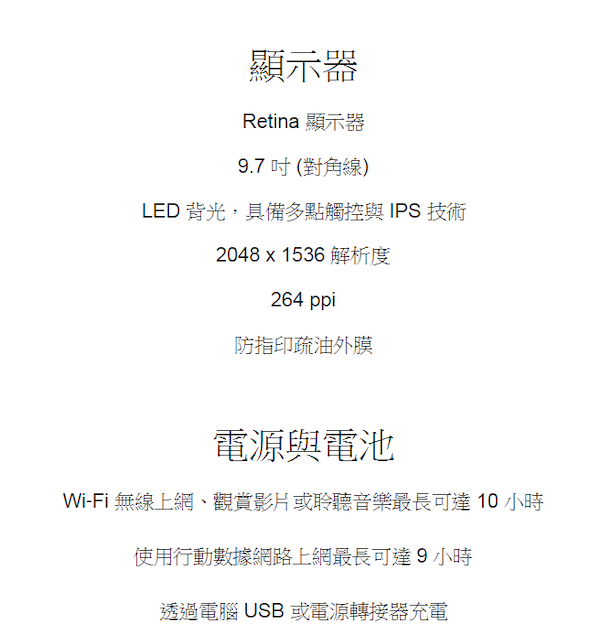 顯示器
Retina 顯示器
9.7 吋 (對角線)
LED 背光，具備多點觸控與 IPS 技術
2048 x 1536 解析度
264 ppi
防指印疏油外膜
電源與電池
Wi-Fi 無線上網、觀賞影片或聆聽音樂最長可達 10 小時
使用行動數據網路上網最長可達 9 小時
透過電腦 USB 或電源轉接器充電